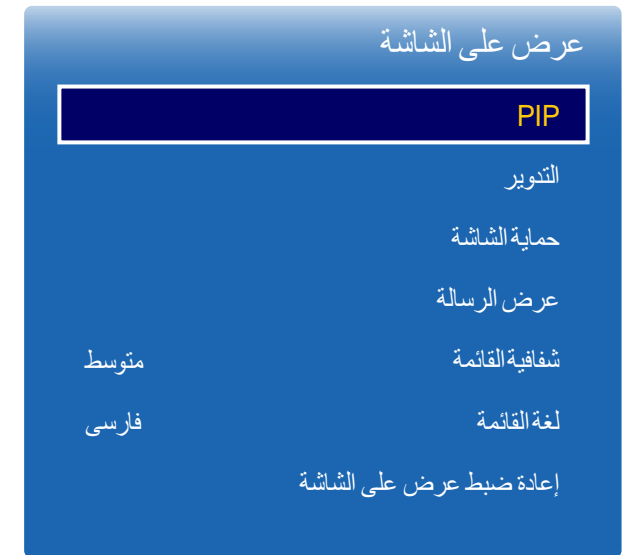 عرض على الشاشة
PIP
التدوير
حماية الشاشة
عرض الرسالة
شفافية القائمة متوسط
لغة القائمة فارسی
إعادة ضبط عرض على الشاشة